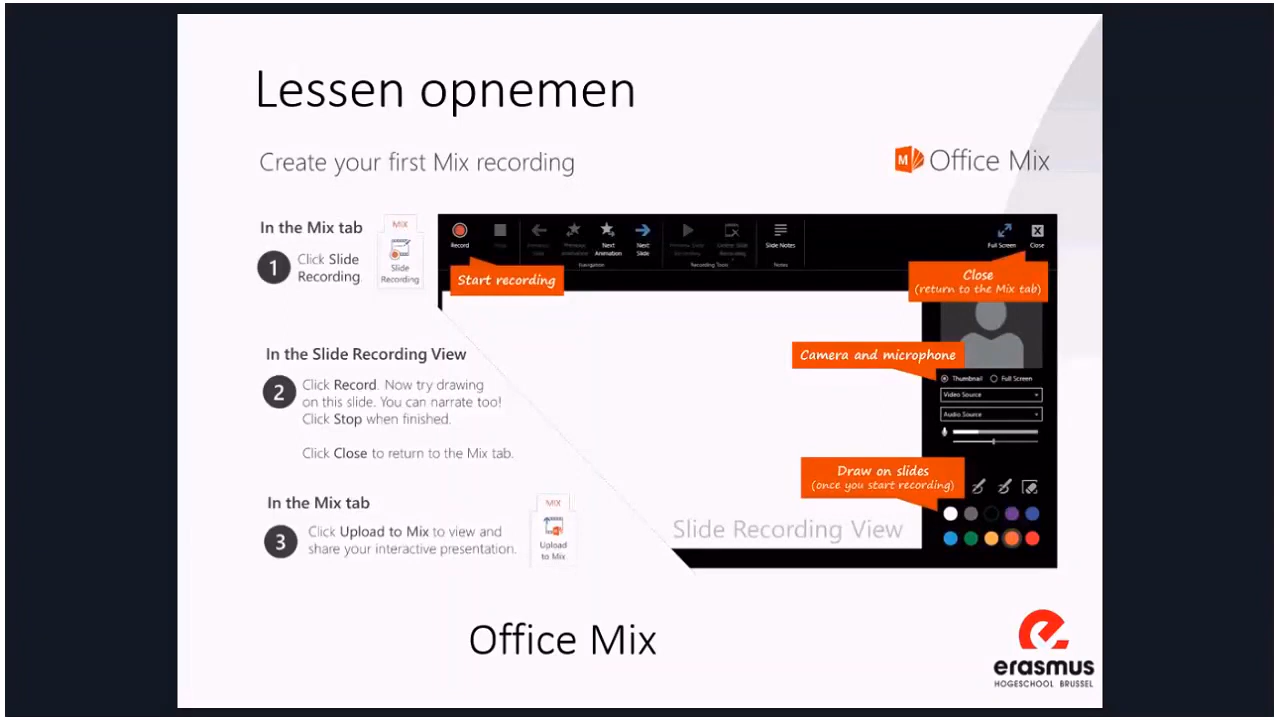 Lessen opnemen
Create your first Mix recording
Office Mix
In the Mix tab
1
Click Slide
Recording.
MIX
Slide
Recording
Record
Next
Animation
Next
Slide
Navigation
Recording Tools
Slide Notes
Notes
Full Screen
Close
Start recording
Close
(return to the Mix tab)
Camera and microphone
Thumbnail
Full Screen
Video Source
Audio Source
Draw on slides
(once you start recording)
Slide Recording View
In the Slide Recording View
2
Click Record. Now try drawing
on this slide. You can narrate too!
Click Stop when finished.
Click Close to return to the Mix tab.
In the Mix tab
3
Click Upload to Mix to view and
share your interactive presentation.
MIX
Upload
to Mix
Office Mix
erasmus
HOGESCHOOL BRUSSEL